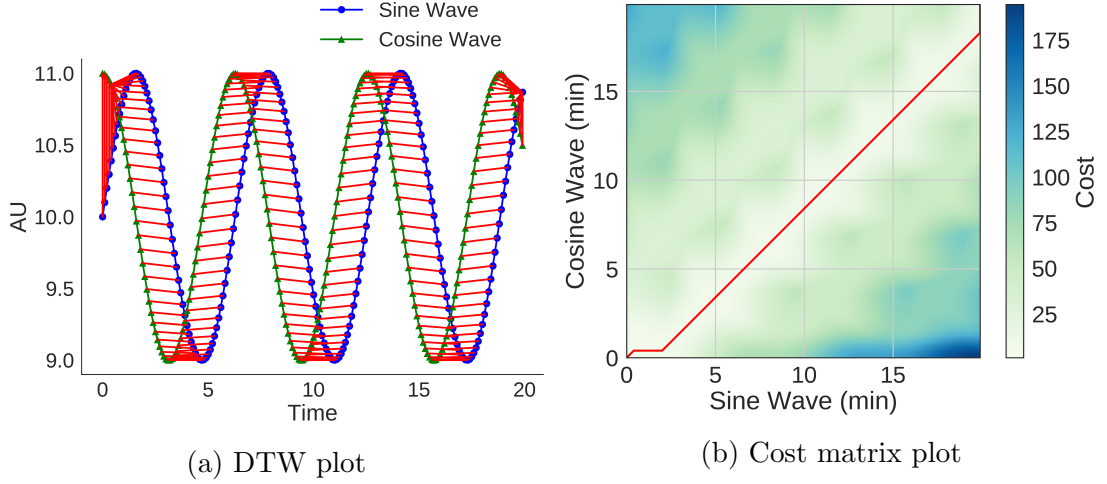 Sine Wave
Cosine Wave
11.0
10.5
10.0
9.5
9.0
AU
0
5
10
15
20
Time
(a) DTW plot
Cosine Wave (min)
15
10
5
0
0
5
10
15
Sine Wave (min)
175
150
125
100
75
50
25
Cost
(b) Cost matrix plot